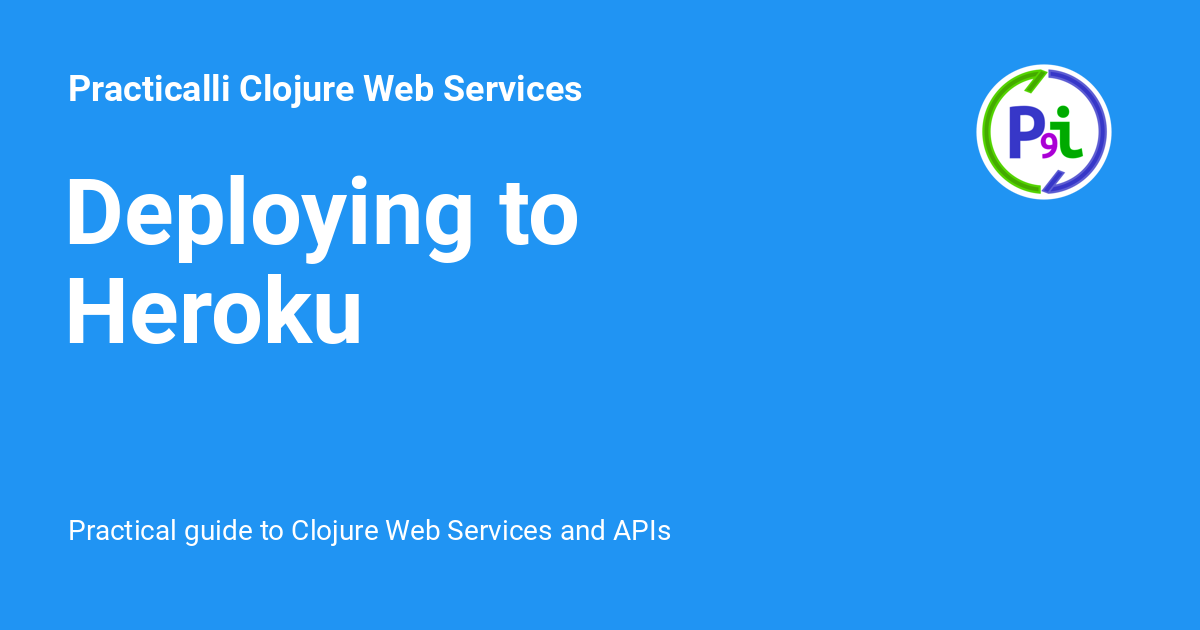 Practicalli Clojure Web Services
P9i
Deploying to
Heroku
Practical guide to Clojure Web Services and APIs